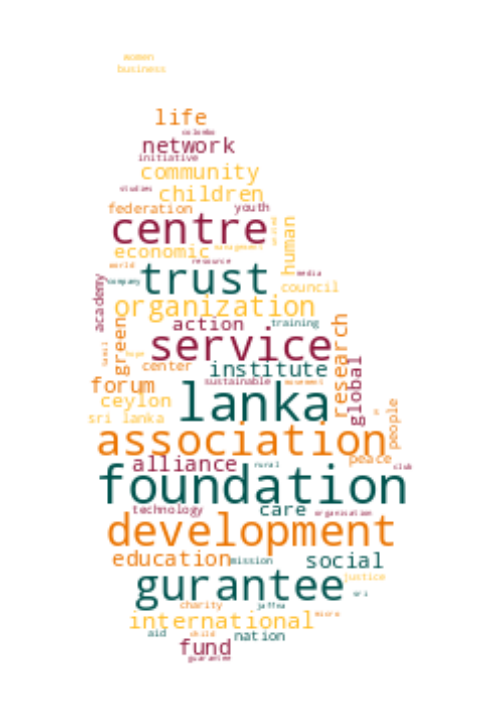 women
business
life
colombo
network
initiative
community
studies
children
federation
youth
centre
human
economic
management
resource
world
trust
media
company
council
academy
organization
action
training
green
service
research
tamil
hope
center
institute
global
forum
sustainable
movement
ceylon
lanka
people
sri lanka
association
peace
alliance
rural
club
foundation
technology
care
organisation
development
education
mission
social
gurantee
justice
sri
charity
jaffna
international
micro
aid
child
nation
fund
guarantee